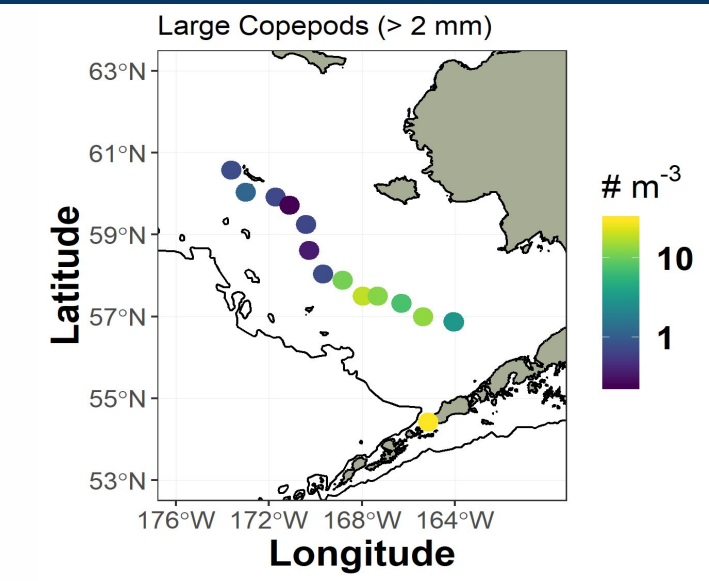 Large Copepods (> 2 mm)
63°N
61°N
59°N
57°N
55°N
53°N
Latitude
176°W 172°W 168°W 164°W
Longitude
# m⁻³
10
1